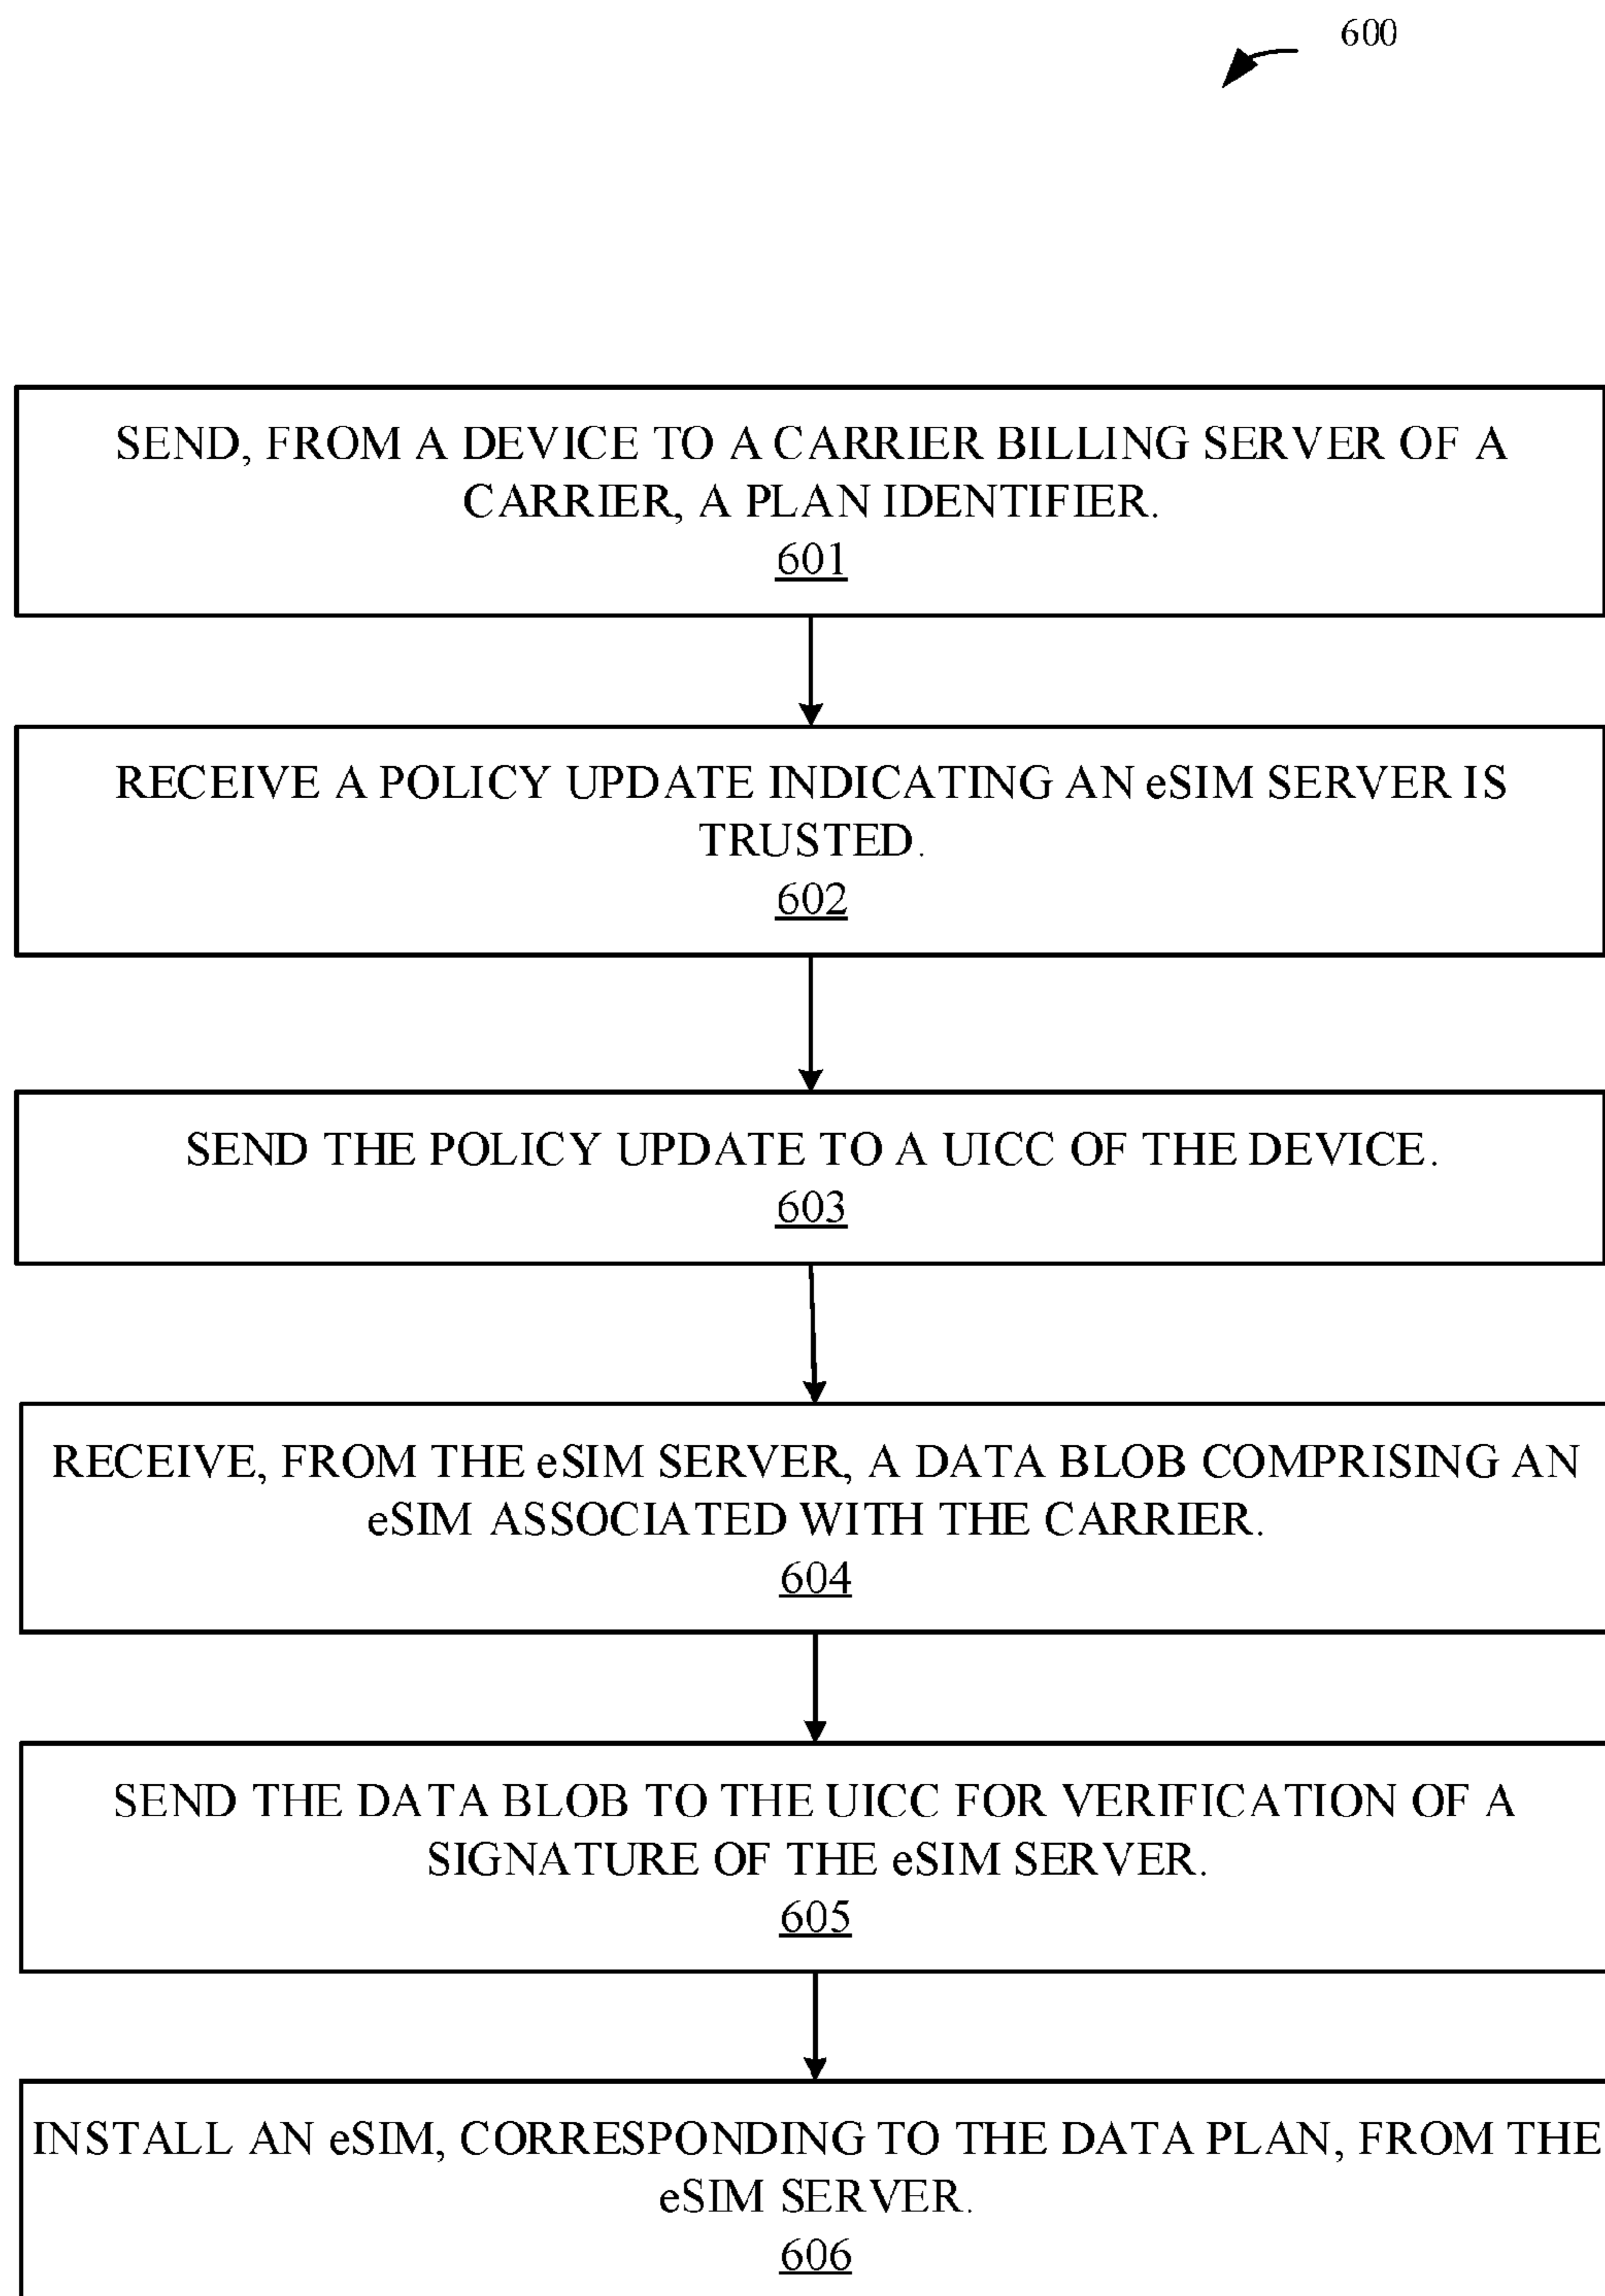 600
SEND, FROM A DEVICE TO A CARRIER BILLING SERVER OF A
CARRIER, A PLAN IDENTIFIER.
601
RECEIVE A POLICY UPDATE INDICATING AN eSIM SERVER IS
TRUSTED.
602
SEND THE POLICY UPDATE TO A UICC OF THE DEVICE.
603
RECEIVE, FROM THE eSIM SERVER, A DATA BLOB COMPRISING AN
eSIM ASSOCIATED WITH THE CARRIER.
604
SEND THE DATA BLOB TO THE UICC FOR VERIFICATION OF A
SIGNATURE OF THE eSIM SERVER.
605
INSTALL AN eSIM, CORRESPONDING TO THE DATA PLAN, FROM THE
eSIM SERVER.
606